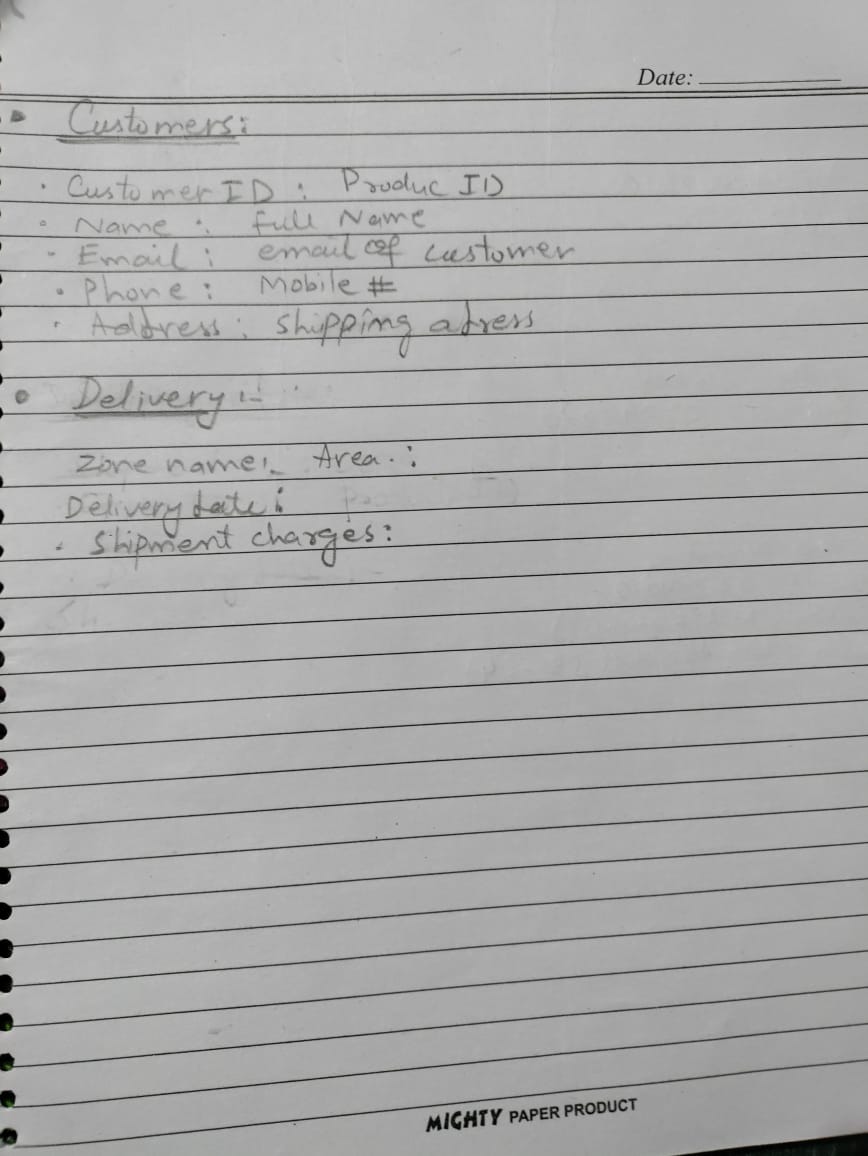 Date:
Customers:
Customer ID : Produc ID
Name : full Name
Email : email of customer
Phone : Mobile #
Address : Shipping adress
Delivery :-
Zone name:- Area . :
Delivery date :
Shipment charges :
MIGHTY PAPER PRODUCT